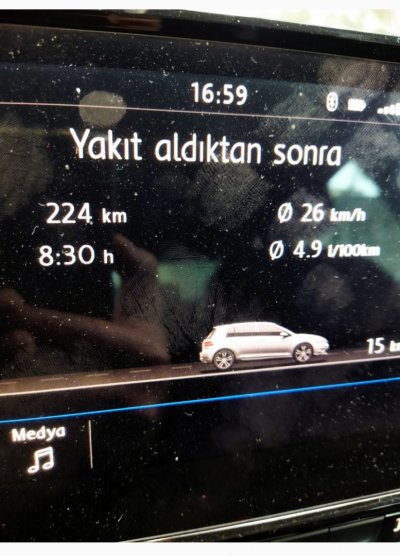 16:59
Yakıt aldıktan sonra
224 km Ø 26 km/h
8:30 h Ø 4.9 l/100km
15
Medya